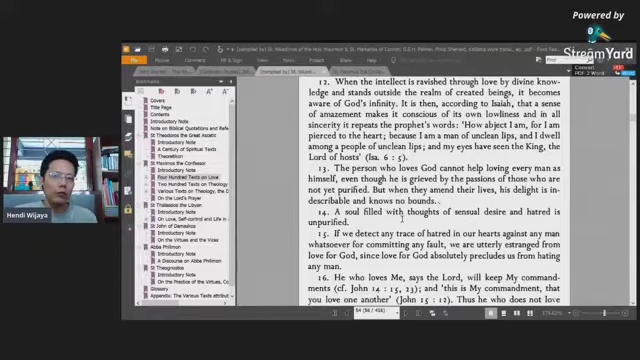 Powered by
StreamYard
Covers
Title Page
Contents
Introductory Note
Note on Biblical Quotations and Refer
St Theodoros the Great Ascetic
Introductory Note
A Century of Spiritual Texts
Theoretikon
St Maximos the Confessor
Introductory Note
Four Hundred Texts on Love
Two Hundred Texts on Theology
Various Texts on Theology, the D
On the Lord's Prayer
St Thalassios the Libyan
Introductory Note
On Love, Self-control and Life in
St John of Damaskos
Introductory Note
On the Virtues and the Vices
Abba Philimon
Introductory Note
A Discourse on Abba Philimon
St Theognostos
Introductory Note
On the Practice of the Virtues, Co
Glossary
Appendix: The Various Texts attribut
12. When the intellect is ravished through love by divine know-
ledge and stands outside the realm of created beings, it becomes
aware of God's infinity. It is then, according to Isaiah, that a sense
of amazement makes it conscious of its own lowliness and in all
sincerity it repeats the prophet's words: 'How abject I am, for I am
pierced to the heart; because I am a man of unclean lips, and I dwell
among a people of unclean lips; and my eyes have seen the King, the
Lord of hosts' (Isa. 6 : 5).
13. The person who loves God cannot help loving every man as
himself, even though he is grieved by the passions of those who
are not yet purified. But when they amend their lives, his delight is in-
describable and knows no bounds.
14. A soul filled with thoughts of sensual desire and hatred is
unpurified.
15. If we detect any trace of hatred in our hearts against any man
whatsoever for committing any fault, we are utterly estranged from
love for God, since love for God absolutely precludes us from hating
any man.
16. He who loves Me, says the Lord, will keep My command-
ments (cf. John 14 : 15, 23); and 'this is My commandment, that
you love one another' (John 15 : 12). Thus he who does not love
Hendi Wijaya
54 (56 / 416)